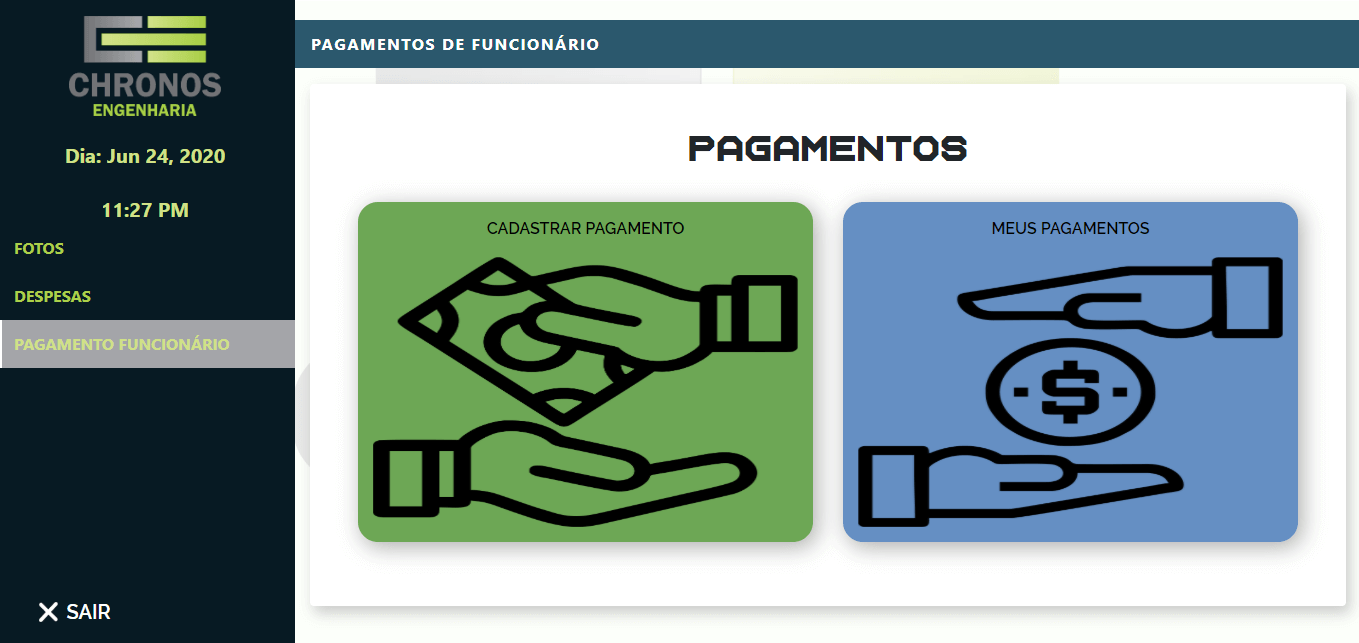 CHRONOS
ENGENHARIA
Dia: Jun 24, 2020
11:27 PM
FOTOS
DESPESAS
PAGAMENTO FUNCIONÁRIO
SAIR
PAGAMENTOS DE FUNCIONÁRIO
PAGAMENTOS
CADASTRAR PAGAMENTO
MEUS PAGAMENTOS
$